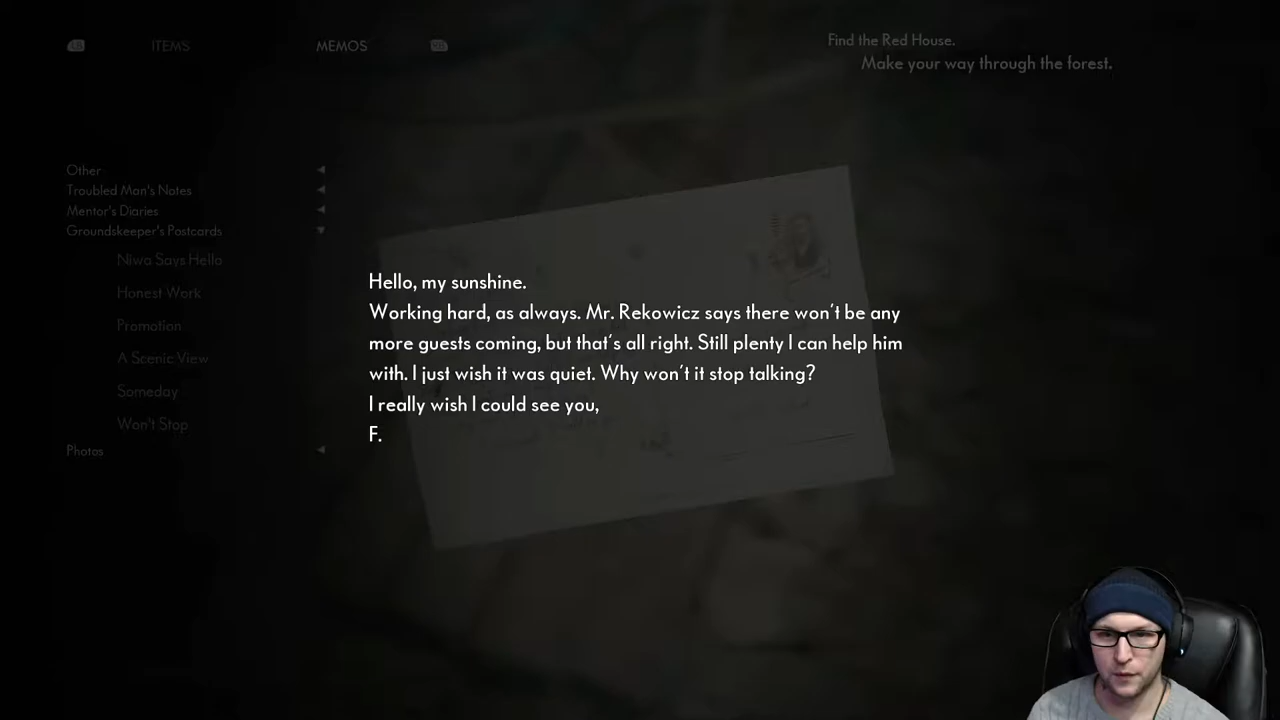 LB
ITEMS
MEMOS
Find the Red House.
Make your way through the forest.
Other
Troubled Man's Notes
Mentor's Diaries
Groundskeeper's Postcards
Niwa Says Hello
Honest Work
Promotion
A Scenic View
Someday
Won't Stop
Photos
Hello, my sunshine.
Working hard, as always. Mr. Rekowicz says there won't be any
more guests coming, but that's all right. Still plenty I can help him
with. I just wish it was quiet. Why won't it stop talking?
I really wish I could see you,
F.